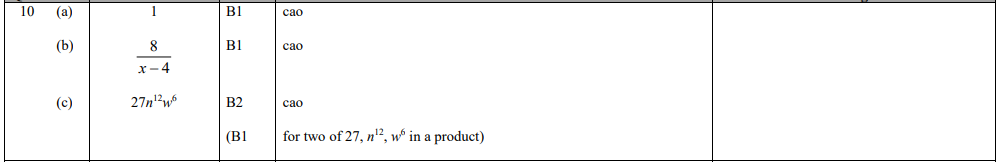 10 (a) 1 B1 cao
(b) 8/(x – 4) B1 cao
(c) 27n¹²w⁶ B2 cao
(B1 for two of 27, n¹², w⁶ in a product)